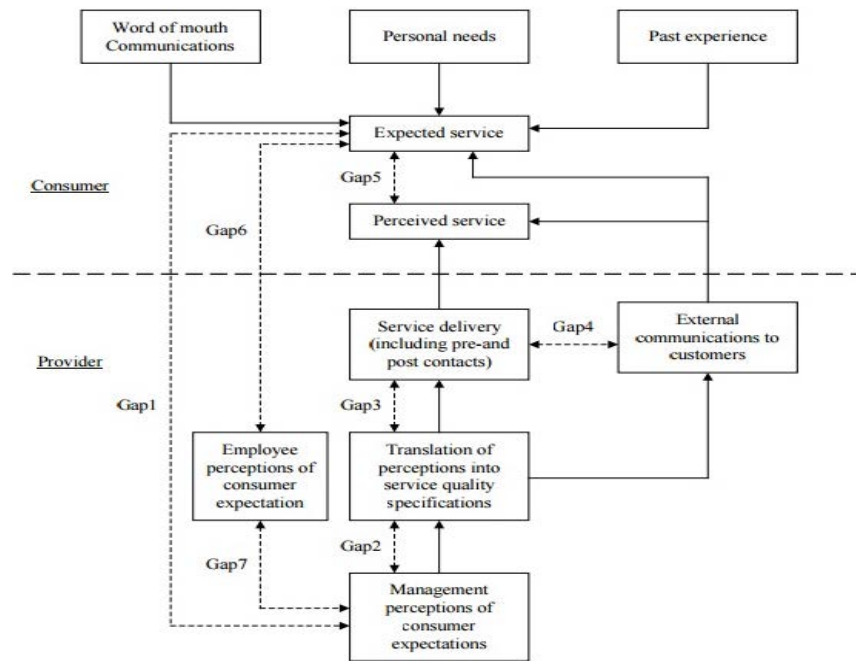 Word of mouth
Communications
Personal needs
Past experience
Expected service
Consumer
Gap5
Perceived service
Gap6
Service delivery
(including pre-and
post contacts)
Gap4
External
communications to
customers
Provider
Gap1
Gap3
Employee
perceptions of
consumer
expectation
Translation of
perceptions into
service quality
specifications
Gap2
Gap7
Management
perceptions of
consumer
expectations